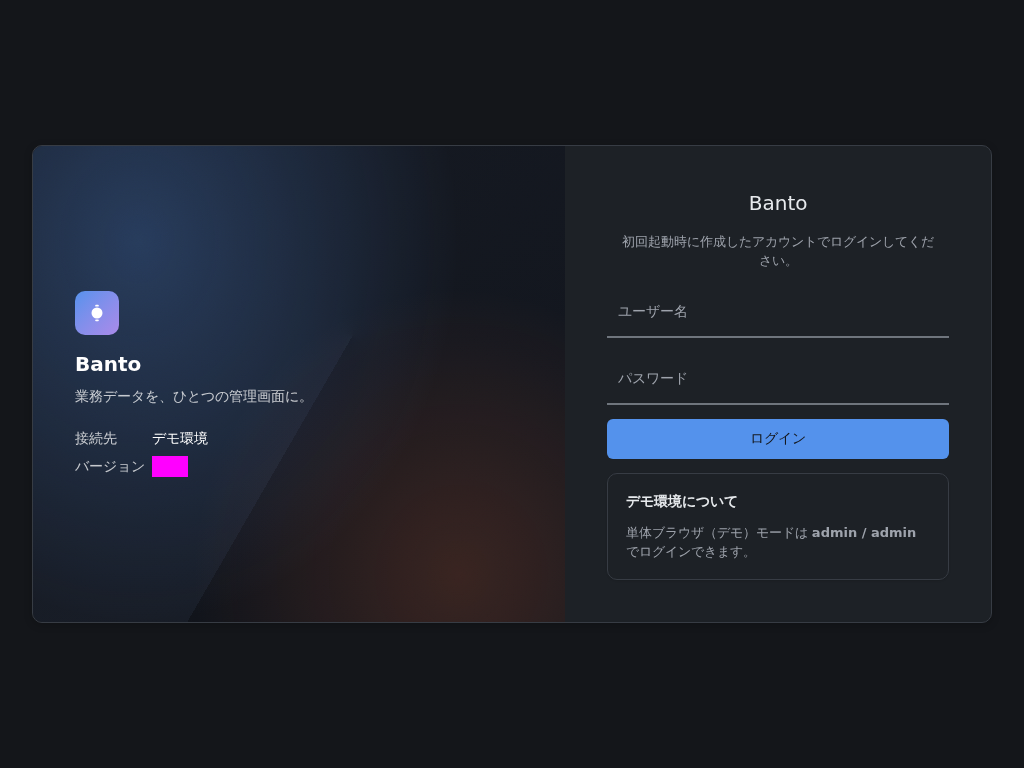 Banto
業務データを、ひとつの管理画面に。
接続先 デモ環境
バージョン
Banto
初回起動時に作成したアカウントでログインしてくだ
さい。
ユーザー名
パスワード
ログイン
デモ環境について
単体ブラウザ（デモ）モードは admin / admin
でログインできます。